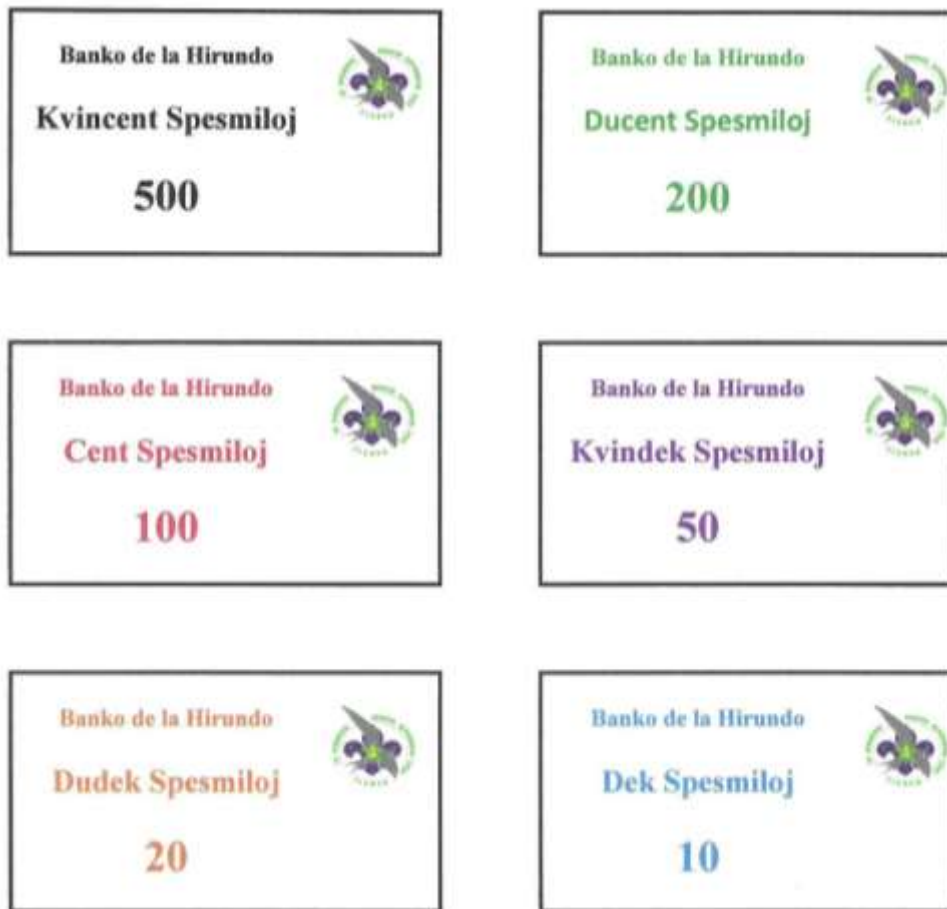 Banko de la Hirundo
Kvincent Spesmiloj
500
Banko de la Hirundo
Ducent Spesmiloj
200
Banko de la Hirundo
Cent Spesmiloj
100
Banko de la Hirundo
Kvindek Spesmiloj
50
Banko de la Hirundo
Dudek Spesmiloj
20
Banko de la Hirundo
Dek Spesmiloj
10